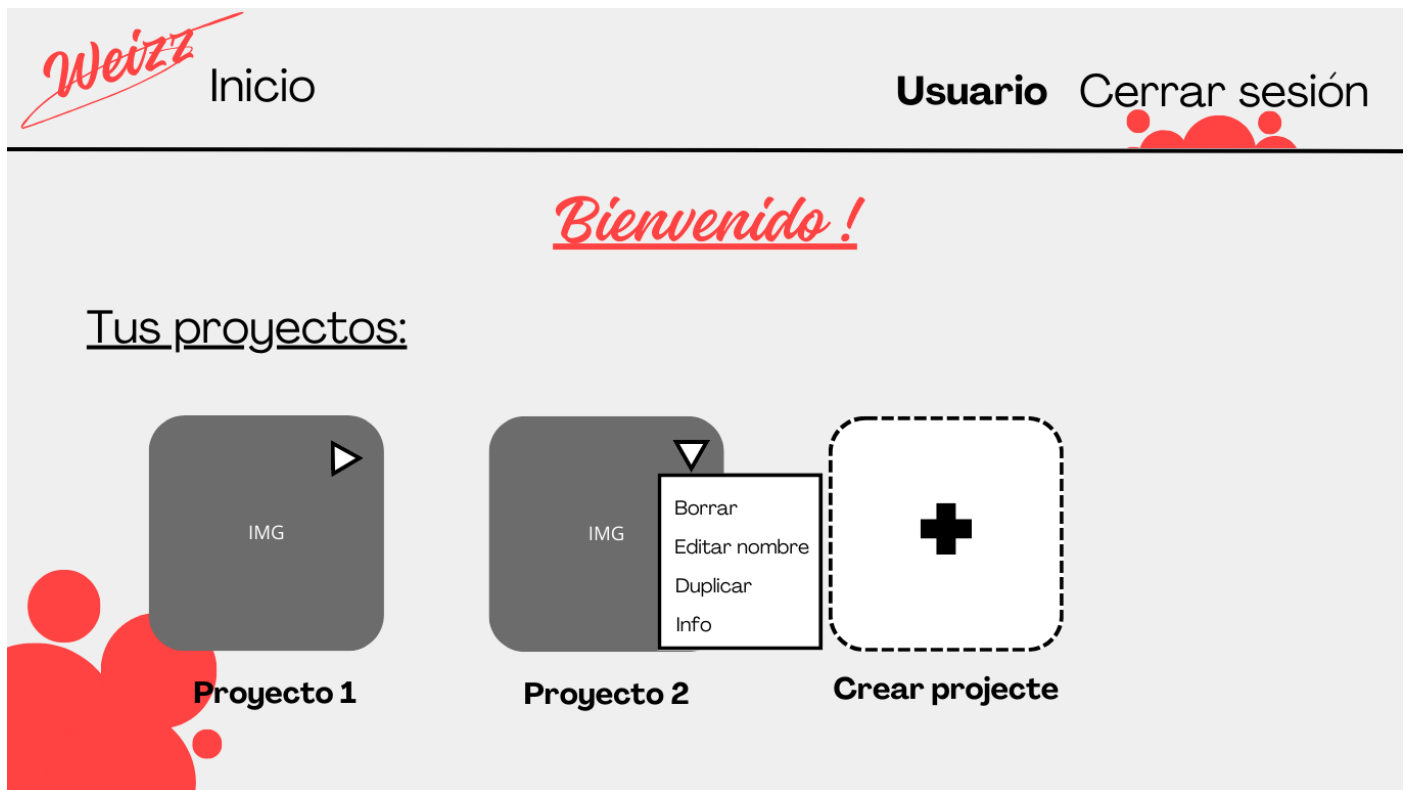 Weizz
Inicio
Usuario
Cerrar sesión
Bienvenido !
Tus proyectos:
IMG
IMG
Borrar
Editar nombre
Duplicar
Info
Proyecto 1
Proyecto 2
Crear projecte